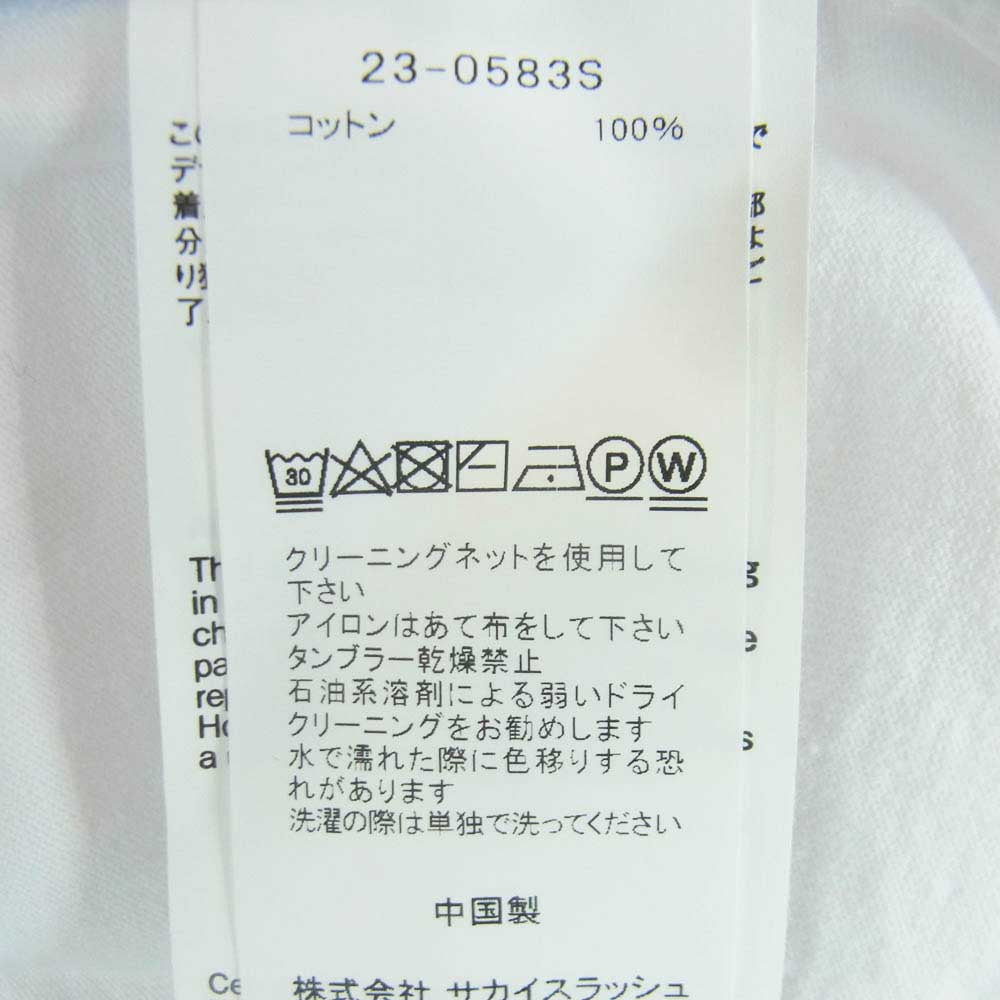 23-0583S
コットン 100%
30
P
W
クリーニングネットを使用して
下さい
アイロンはあて布をして下さい
タンブラー乾燥禁止
石油系溶剤による弱いドライ
クリーニングをお勧めします
水で濡れた際に色移りする恐
れがあります
洗濯の際は単独で洗ってください
中国製
株式会社 サカイスラッシュ